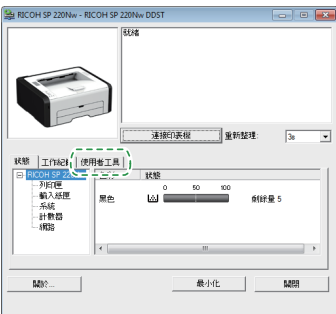 RICOH SP 220Nw - RICOH SP 220Nw DDST
就緒
連接印表機 重新整理: 3s
狀態 工作紀錄 使用者工具
RICOH SP 22
狀態
列印匣
輸入紙匣
系統
計數器
網路
0 50 100
黑色 剩餘量 5
關於... 最小化 關閉